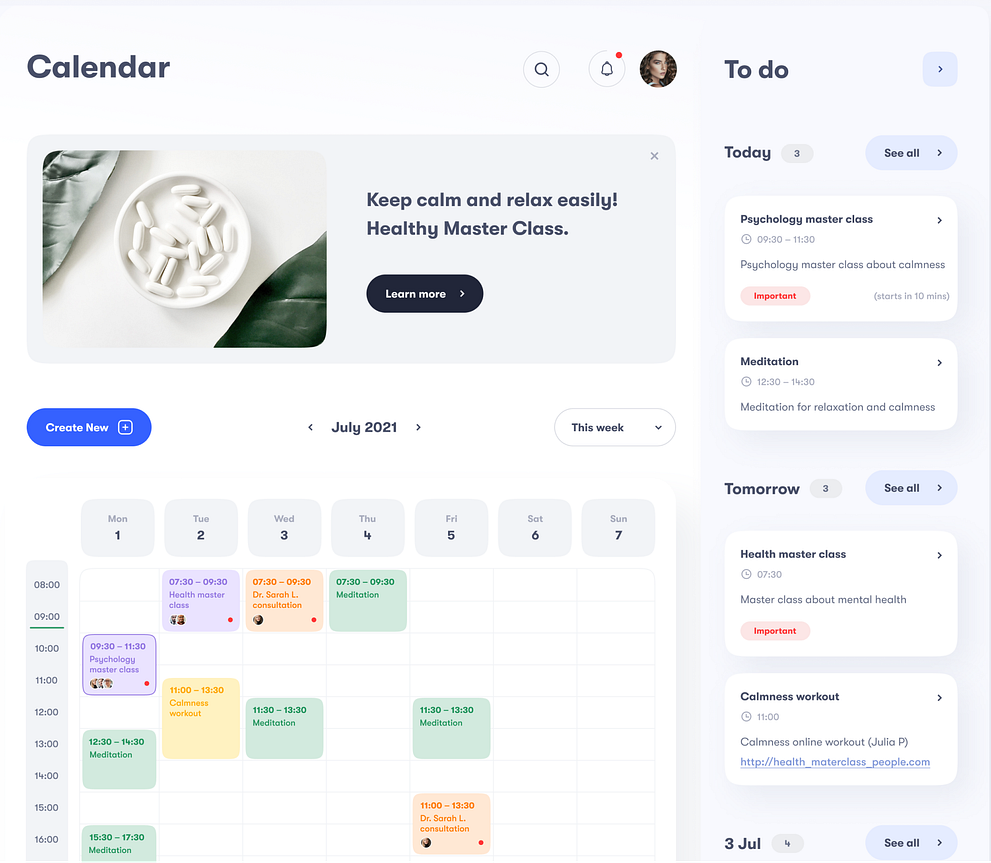 Calendar
Keep calm and relax easily!
Healthy Master Class.
Learn more
Create New
July 2021
This week
Mon
1
Tue
2
Wed
3
Thu
4
Fri
5
Sat
6
Sun
7
08:00
09:00
10:00
11:00
12:00
13:00
14:00
15:00
16:00
09:30 – 11:30
Psychology
master class
12:30 – 14:30
Meditation
15:30 – 17:30
Meditation
07:30 – 09:30
Health master
class
11:00 – 13:30
Calmness
workout
07:30 – 09:30
Dr. Sarah L.
consultation
11:30 – 13:30
Meditation
07:30 – 09:30
Meditation
11:30 – 13:30
Meditation
11:00 – 13:30
Dr. Sarah L.
consultation
To do
Today 3
See all
Psychology master class
09:30 – 11:30
Psychology master class about calmness
Important
(starts in 10 mins)
Meditation
12:30 – 14:30
Meditation for relaxation and calmness
Tomorrow 3
See all
Health master class
07:30
Master class about mental health
Important
Calmness workout
11:00
Calmness online workout (Julia P)
http://health_materclass_people.com
3 Jul 4
See all